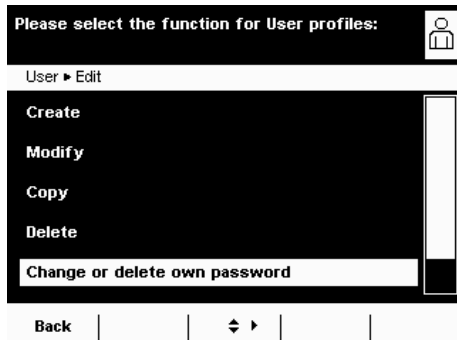 Please select the function for User profiles:
User ▸ Edit
Create
Modify
Copy
Delete
Change or delete own password
Back